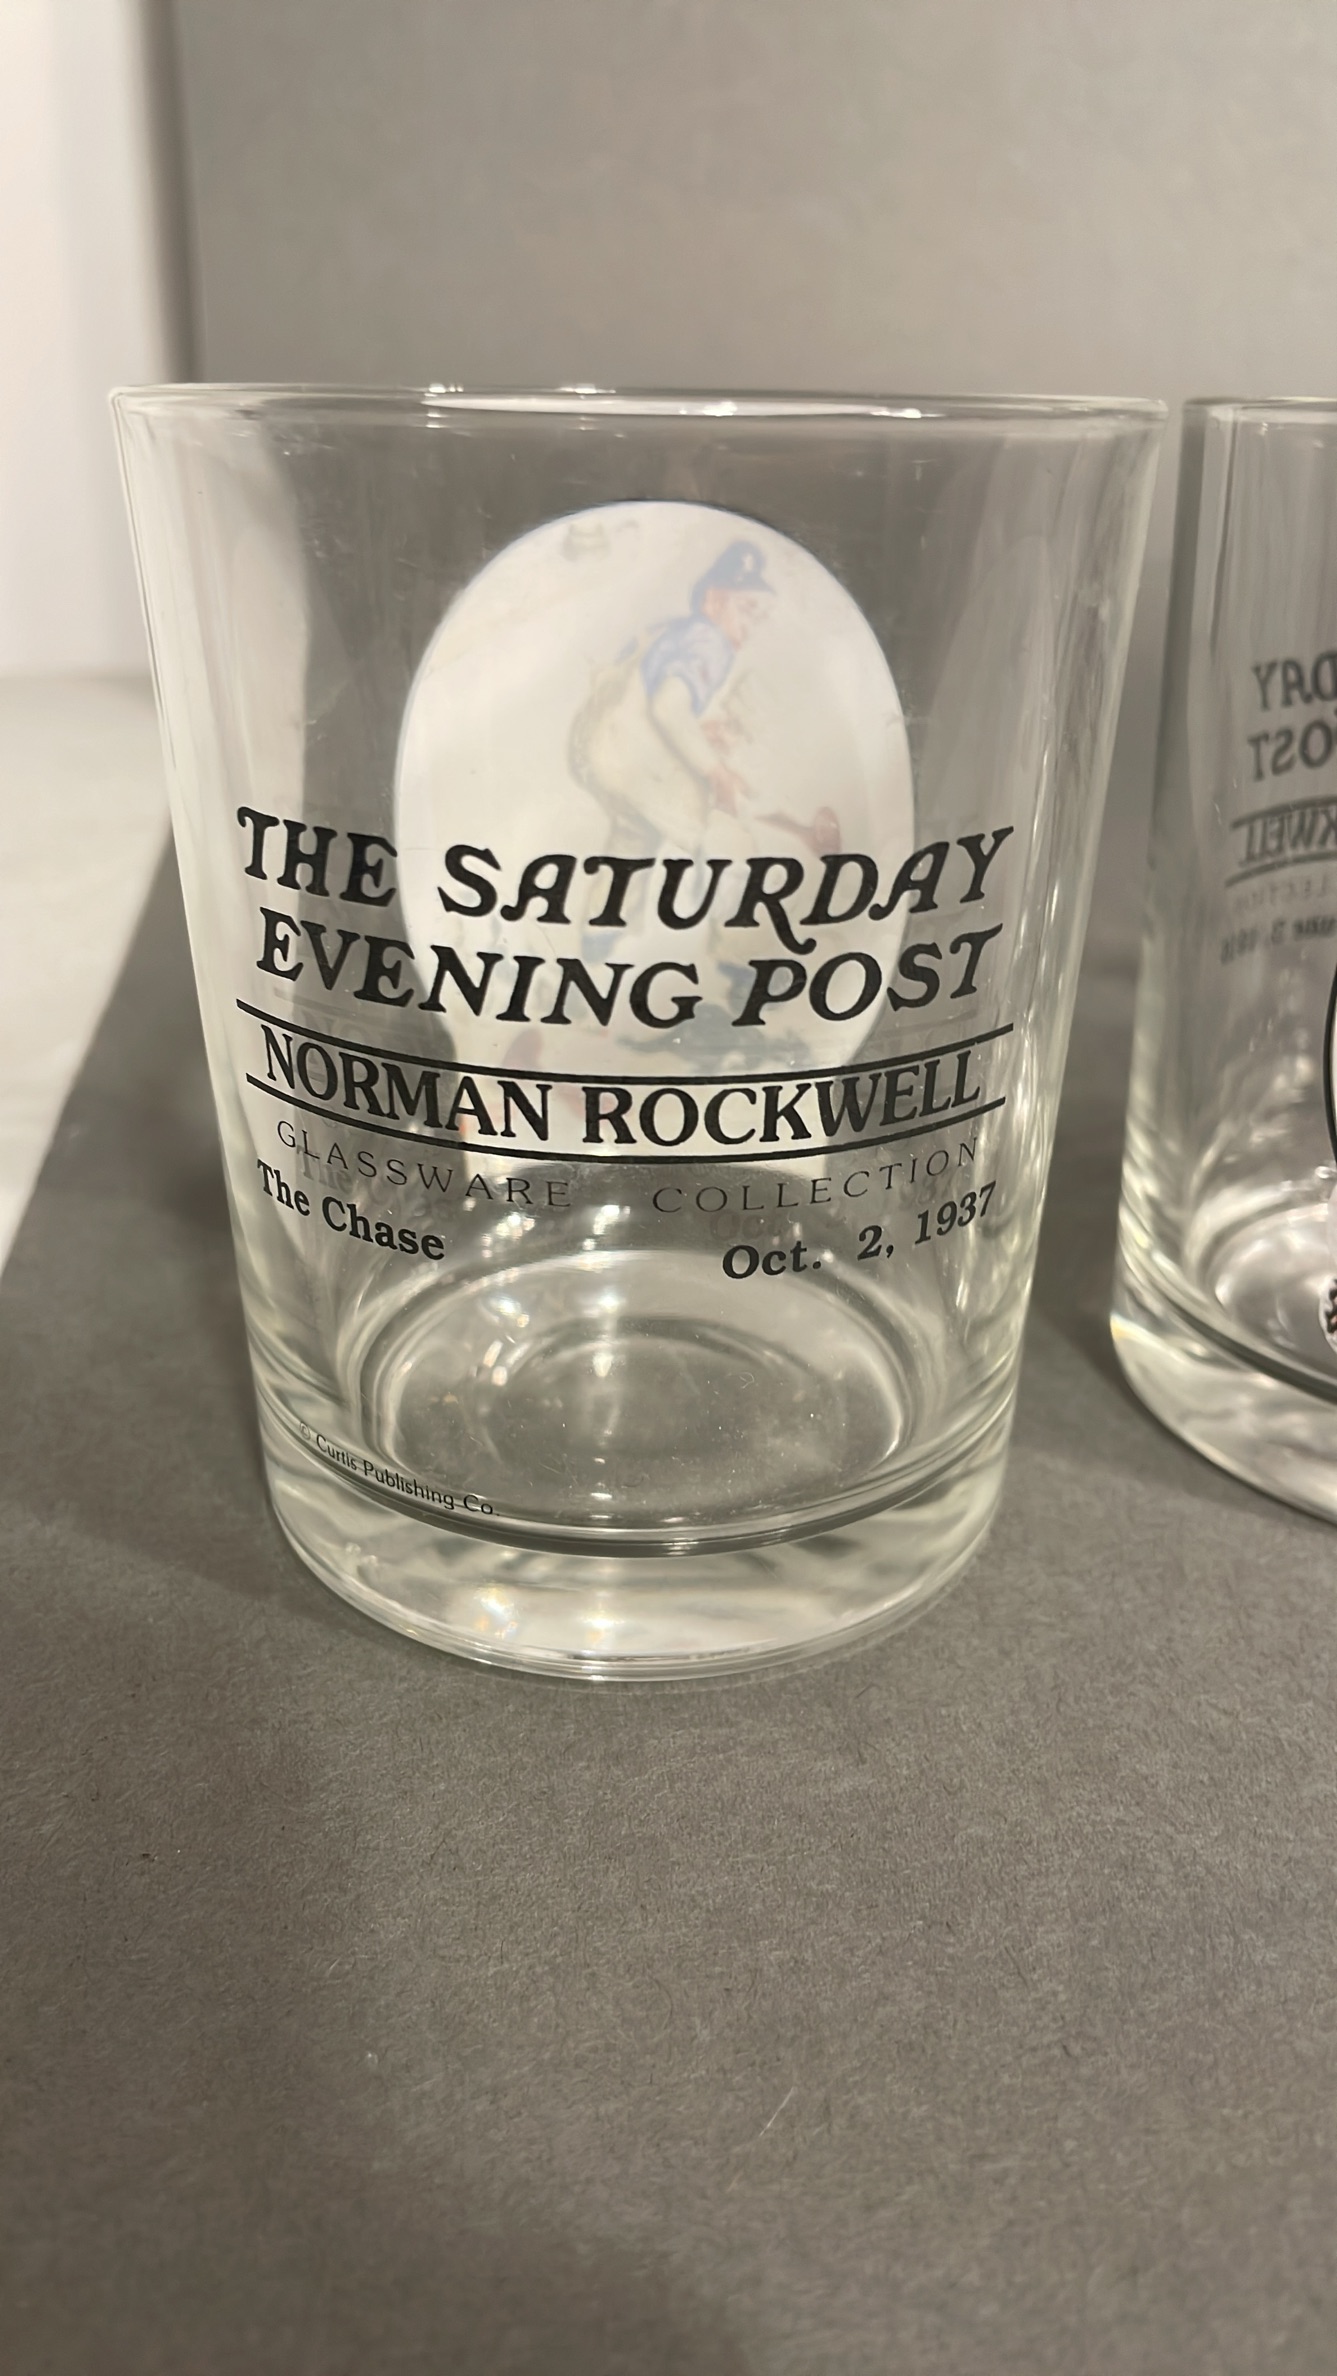 THE SATURDAY
EVENING POST
NORMAN ROCKWELL
GLASSWARE COLLECTION
The Chase Oct. 2, 1937
© Curtis Publishing Co.